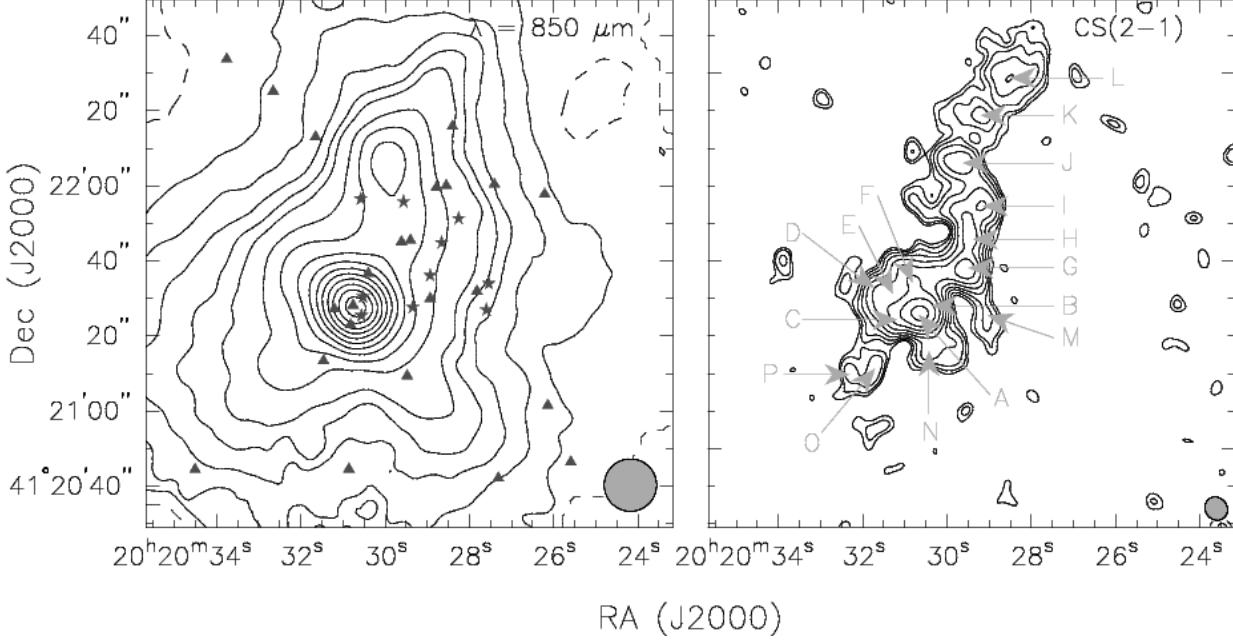 λ = 850 μm
CS(2-1)
Dec (J2000)
40"
20"
22'00"
40"
20"
21'00"
41°20'40"
L
K
J
I
H
G
B
M
A
N
O
P
C
D
E
F
20ʰ20ᵐ34ˢ
32ˢ
30ˢ
28ˢ
26ˢ
24ˢ
20ʰ20ᵐ34ˢ
32ˢ
30ˢ
28ˢ
26ˢ
24ˢ
RA (J2000)